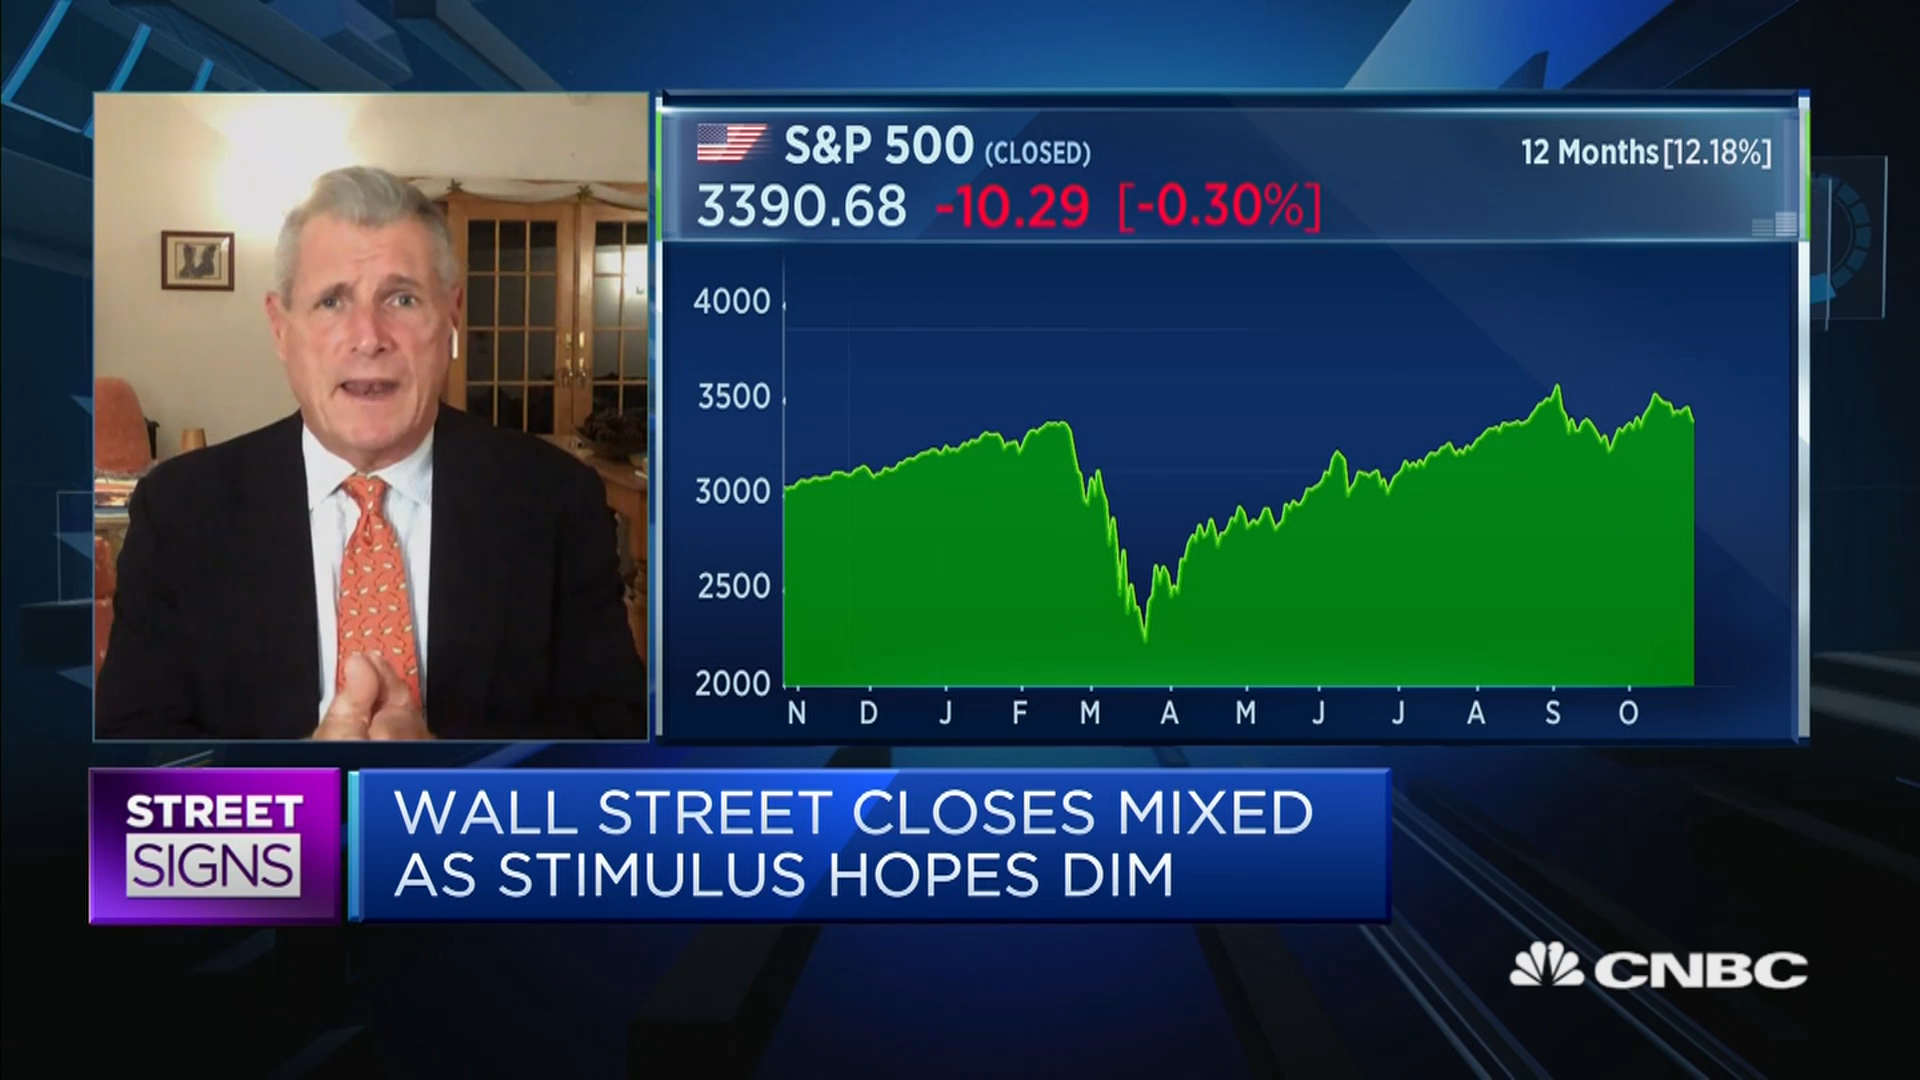 S&P 500 (CLOSED)
12 Months[12.18%]
3390.68 -10.29 [-0.30%]
4000
3500
3000
2500
2000
N D J F M A M J J A S O
STREET
SIGNS
WALL STREET CLOSES MIXED
AS STIMULUS HOPES DIM
CNBC